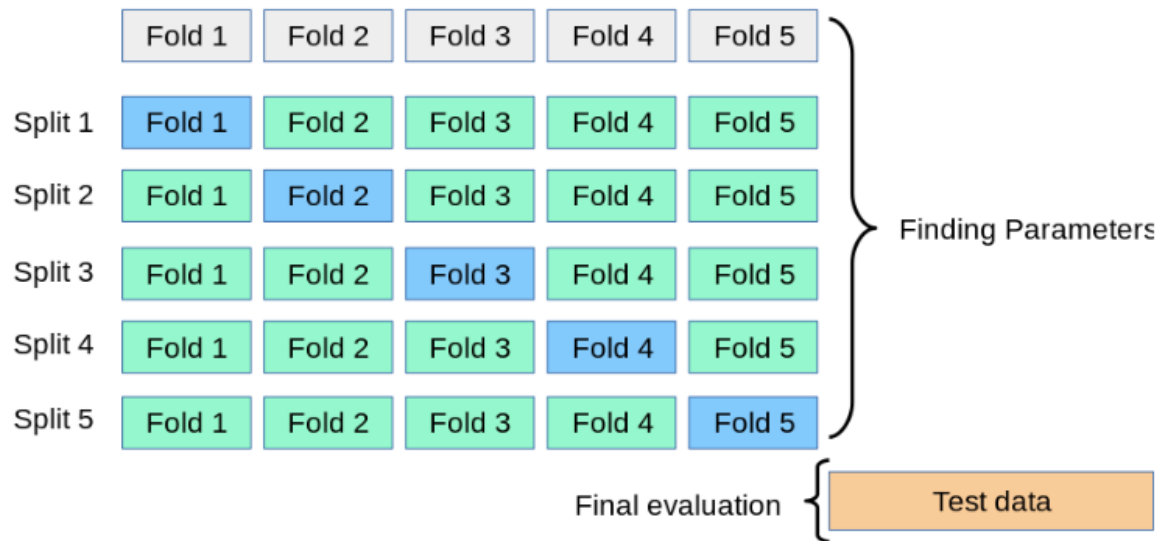 Fold 1 Fold 2 Fold 3 Fold 4 Fold 5
Split 1 Fold 1 Fold 2 Fold 3 Fold 4 Fold 5
Split 2 Fold 1 Fold 2 Fold 3 Fold 4 Fold 5
Finding Parameters
Split 3 Fold 1 Fold 2 Fold 3 Fold 4 Fold 5
Split 4 Fold 1 Fold 2 Fold 3 Fold 4 Fold 5
Split 5 Fold 1 Fold 2 Fold 3 Fold 4 Fold 5
Final evaluation Test data